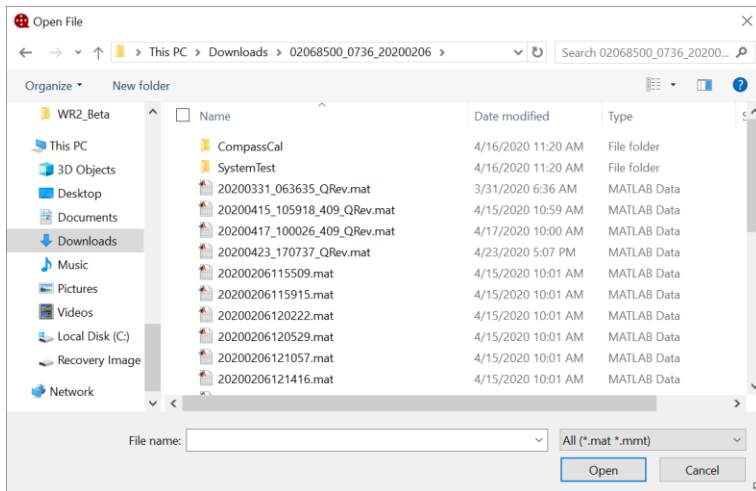 Open File
This PC > Downloads > 02068500_0736_20200206 >
Search 02068500_0736_20200...
Organize
New folder
?
WR2_Beta
This PC
3D Objects
Desktop
Documents
Downloads
Music
Pictures
Videos
Local Disk (C:)
Recovery Image
Network
Name Date modified Type
CompassCal 4/16/2020 11:20 AM File folder
SystemTest 4/16/2020 11:20 AM File folder
20200331_063635_QRev.mat 3/31/2020 6:36 AM MATLAB Data
20200415_105918_409_QRev.mat 4/15/2020 10:59 AM MATLAB Data
20200417_100026_409_QRev.mat 4/17/2020 10:00 AM MATLAB Data
20200423_170737_QRev.mat 4/23/2020 5:07 PM MATLAB Data
20200206115509.mat 4/15/2020 10:01 AM MATLAB Data
20200206115915.mat 4/15/2020 10:01 AM MATLAB Data
20200206120222.mat 4/15/2020 10:01 AM MATLAB Data
20200206120529.mat 4/15/2020 10:01 AM MATLAB Data
20200206121057.mat 4/15/2020 10:01 AM MATLAB Data
20200206121416.mat 4/15/2020 10:01 AM MATLAB Data
File name:
All (*.mat *.mmt)
Open
Cancel